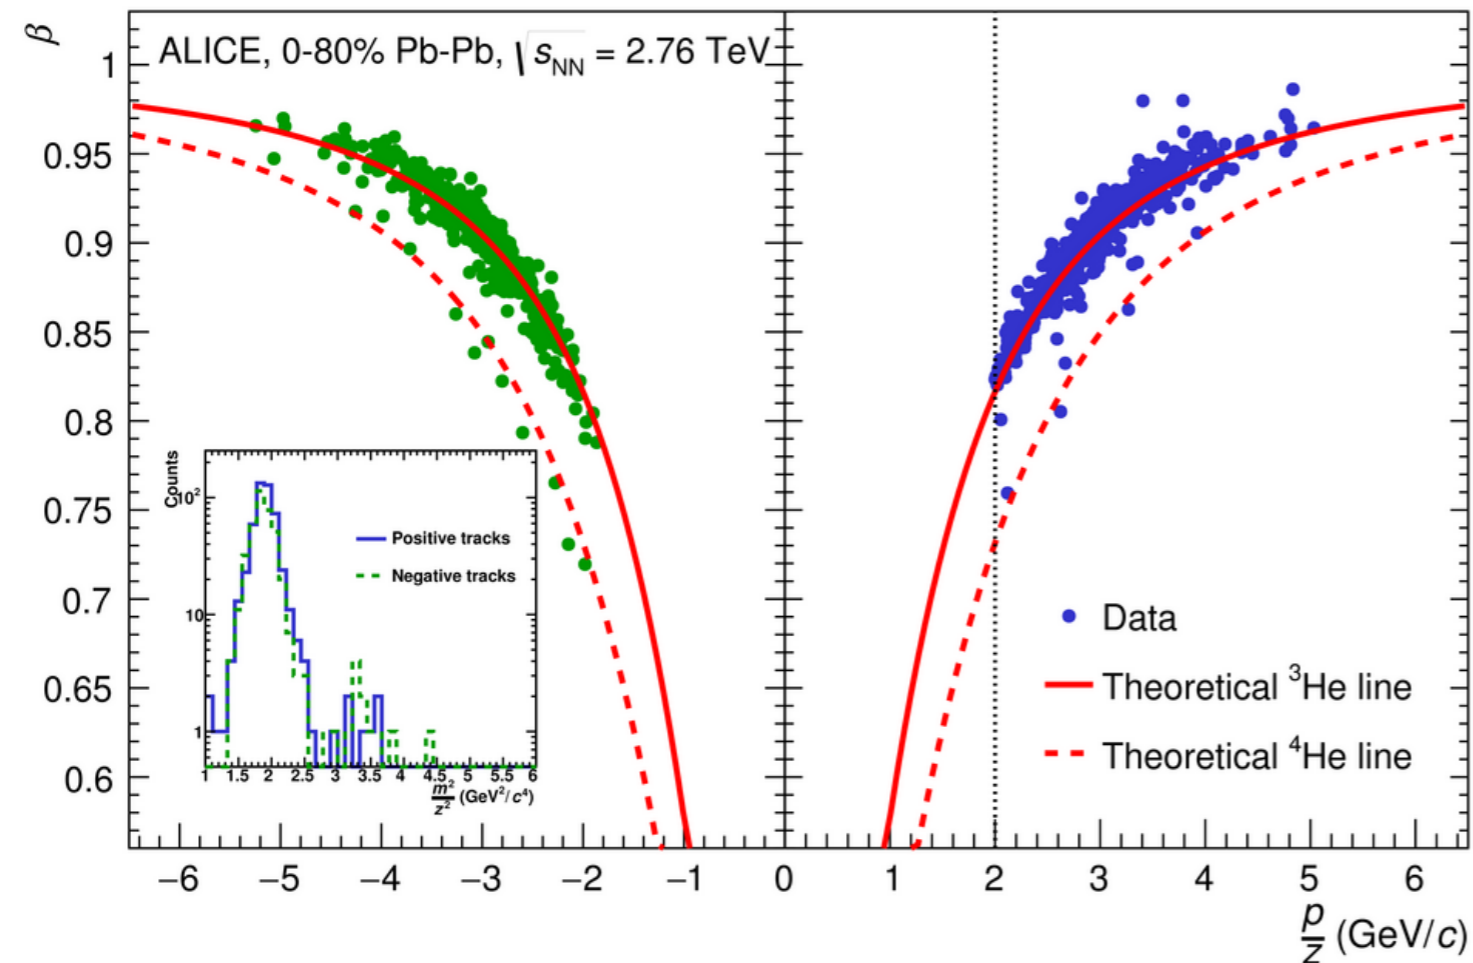 β
ALICE, 0-80% Pb-Pb, √sNN = 2.76 TeV
1
0.95
0.9
0.85
0.8
0.75
0.7
0.65
0.6
Counts
10²
10
1
Positive tracks
Negative tracks
1 1.5 2 2.5 3 3.5 4 4.5 5 5.5 6
m²/z² (GeV²/c⁴)
Data
Theoretical ³He line
Theoretical ⁴He line
−6 −5 −4 −3 −2 −1 0 1 2 3 4 5 6
p/z (GeV/c)